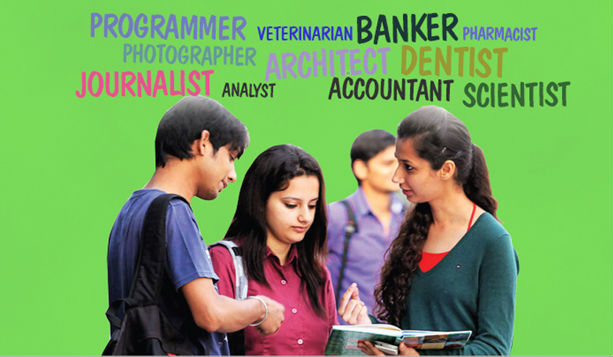 PROGRAMMER VETERINARIAN BANKER PHARMACIST
PHOTOGRAPHER ARCHITECT DENTIST
JOURNALIST ANALYST ACCOUNTANT SCIENTIST